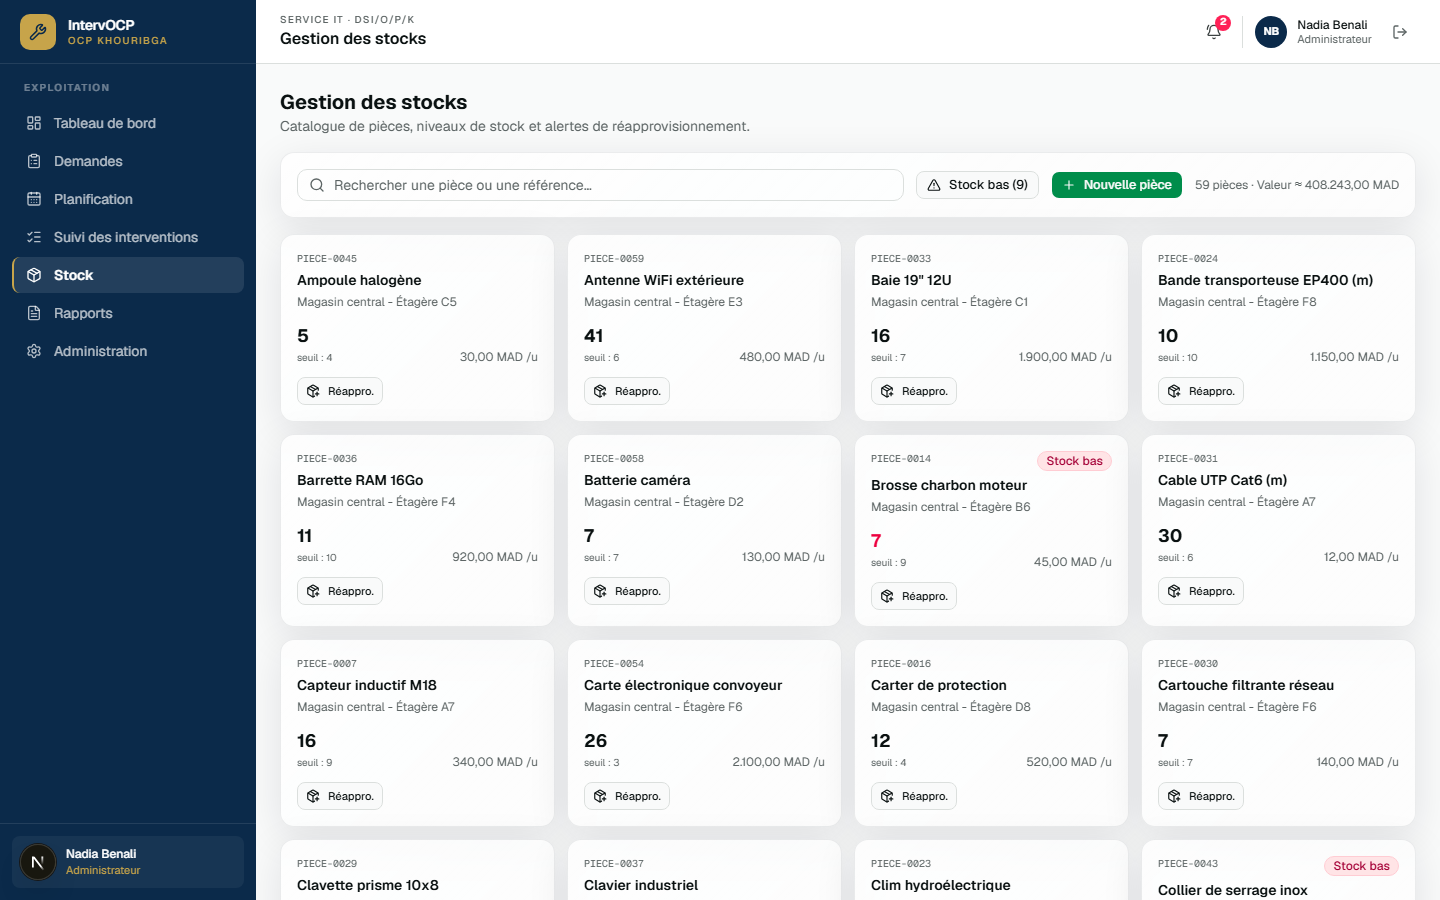 IntervOCP
OCP KHOURIBGA
EXPLOITATION
Tableau de bord
Demandes
Planification
Suivi des interventions
Stock
Rapports
Administration
N
Nadia Benali
Administrateur
SERVICE IT · DSI/O/P/K
Gestion des stocks
2
NB
Nadia Benali
Administrateur
Gestion des stocks
Catalogue de pièces, niveaux de stock et alertes de réapprovisionnement.
Rechercher une pièce ou une référence...
Stock bas (9)
Nouvelle pièce
59 pièces · Valeur ≈ 408.243,00 MAD
PIECE-0045
Ampoule halogène
Magasin central - Étagère C5
5
seuil : 4
30,00 MAD /u
Réappro.
PIECE-0059
Antenne WiFi extérieure
Magasin central - Étagère E3
41
seuil : 6
480,00 MAD /u
Réappro.
PIECE-0033
Baie 19" 12U
Magasin central - Étagère C1
16
seuil : 7
1.900,00 MAD /u
Réappro.
PIECE-0024
Bande transporteuse EP400 (m)
Magasin central - Étagère F8
10
seuil : 10
1.150,00 MAD /u
Réappro.
PIECE-0036
Barrette RAM 16Go
Magasin central - Étagère F4
11
seuil : 10
920,00 MAD /u
Réappro.
PIECE-0058
Batterie caméra
Magasin central - Étagère D2
7
seuil : 7
130,00 MAD /u
Réappro.
PIECE-0014
Stock bas
Brosse charbon moteur
Magasin central - Étagère B6
7
seuil : 9
45,00 MAD /u
Réappro.
PIECE-0031
Cable UTP Cat6 (m)
Magasin central - Étagère A7
30
seuil : 6
12,00 MAD /u
Réappro.
PIECE-0007
Capteur inductif M18
Magasin central - Étagère A7
16
seuil : 9
340,00 MAD /u
Réappro.
PIECE-0054
Carte électronique convoyeur
Magasin central - Étagère F6
26
seuil : 3
2.100,00 MAD /u
Réappro.
PIECE-0016
Carter de protection
Magasin central - Étagère D8
12
seuil : 4
520,00 MAD /u
Réappro.
PIECE-0030
Cartouche filtrante réseau
Magasin central - Étagère F6
7
seuil : 7
140,00 MAD /u
Réappro.
PIECE-0029
Clavette prisme 10x8
PIECE-0037
Clavier industriel
PIECE-0023
Clim hydroélectrique
PIECE-0043
Stock bas
Collier de serrage inox